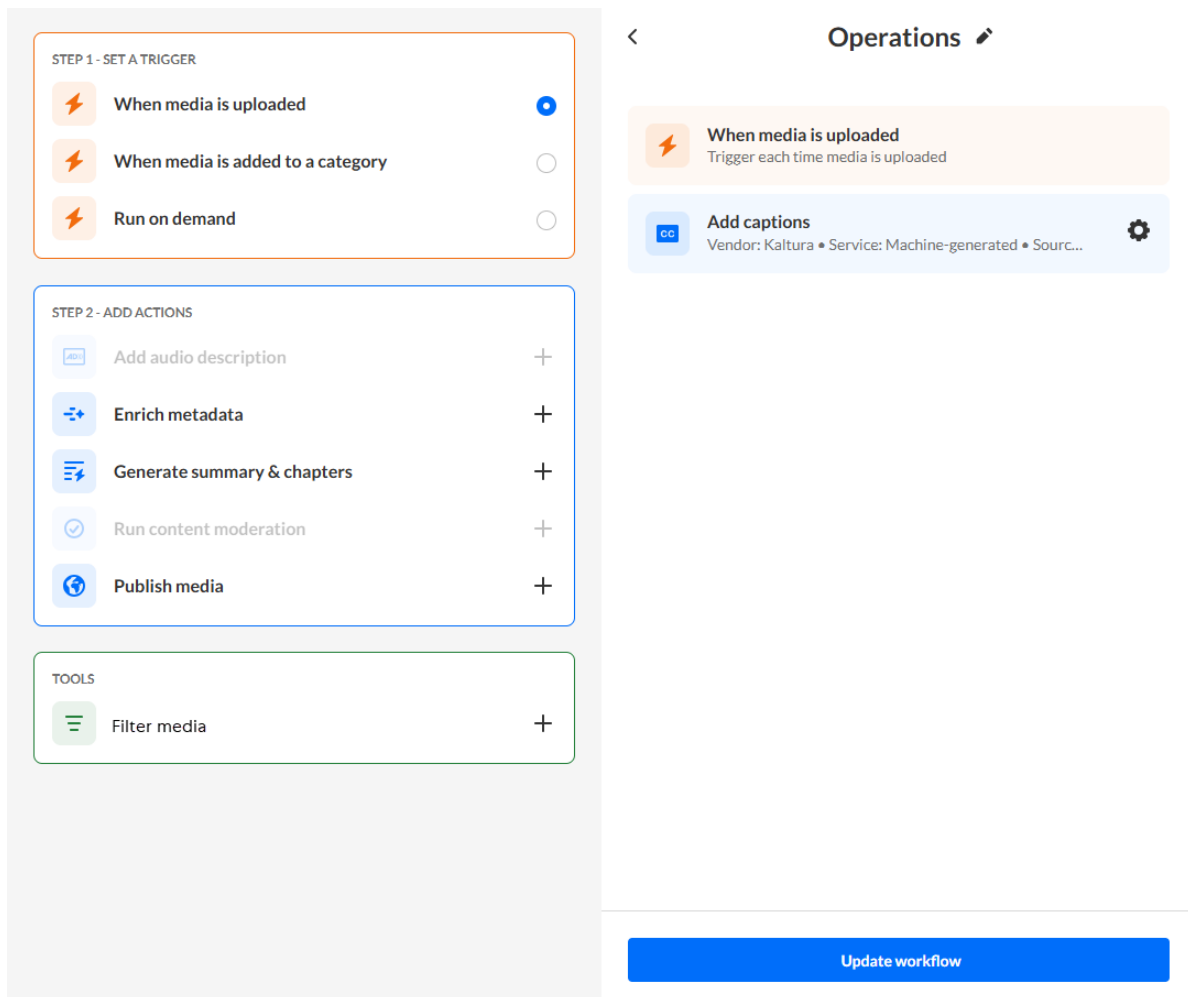 STEP 1 - SET A TRIGGER
When media is uploaded
When media is added to a category
Run on demand
STEP 2 - ADD ACTIONS
AD
Add audio description
Enrich metadata
Generate summary & chapters
Run content moderation
Publish media
TOOLS
Filter media
Operations
When media is uploaded
Trigger each time media is uploaded
CC
Add captions
Vendor: Kaltura • Service: Machine-generated • Sourc...
Update workflow